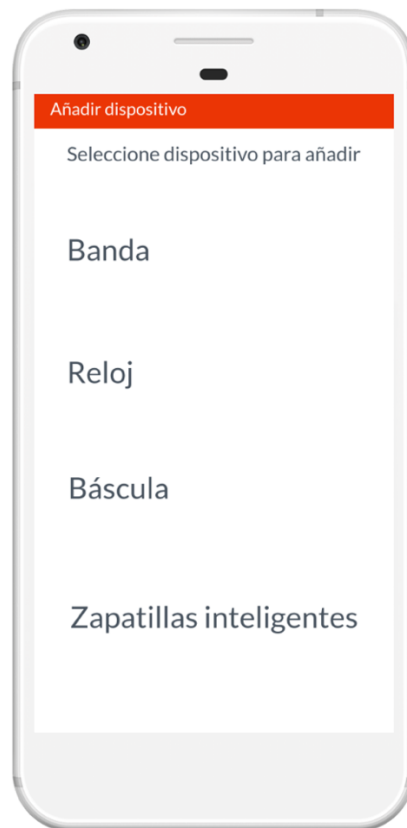 Añadir dispositivo
Seleccione dispositivo para añadir
Banda
Reloj
Báscula
Zapatillas inteligentes